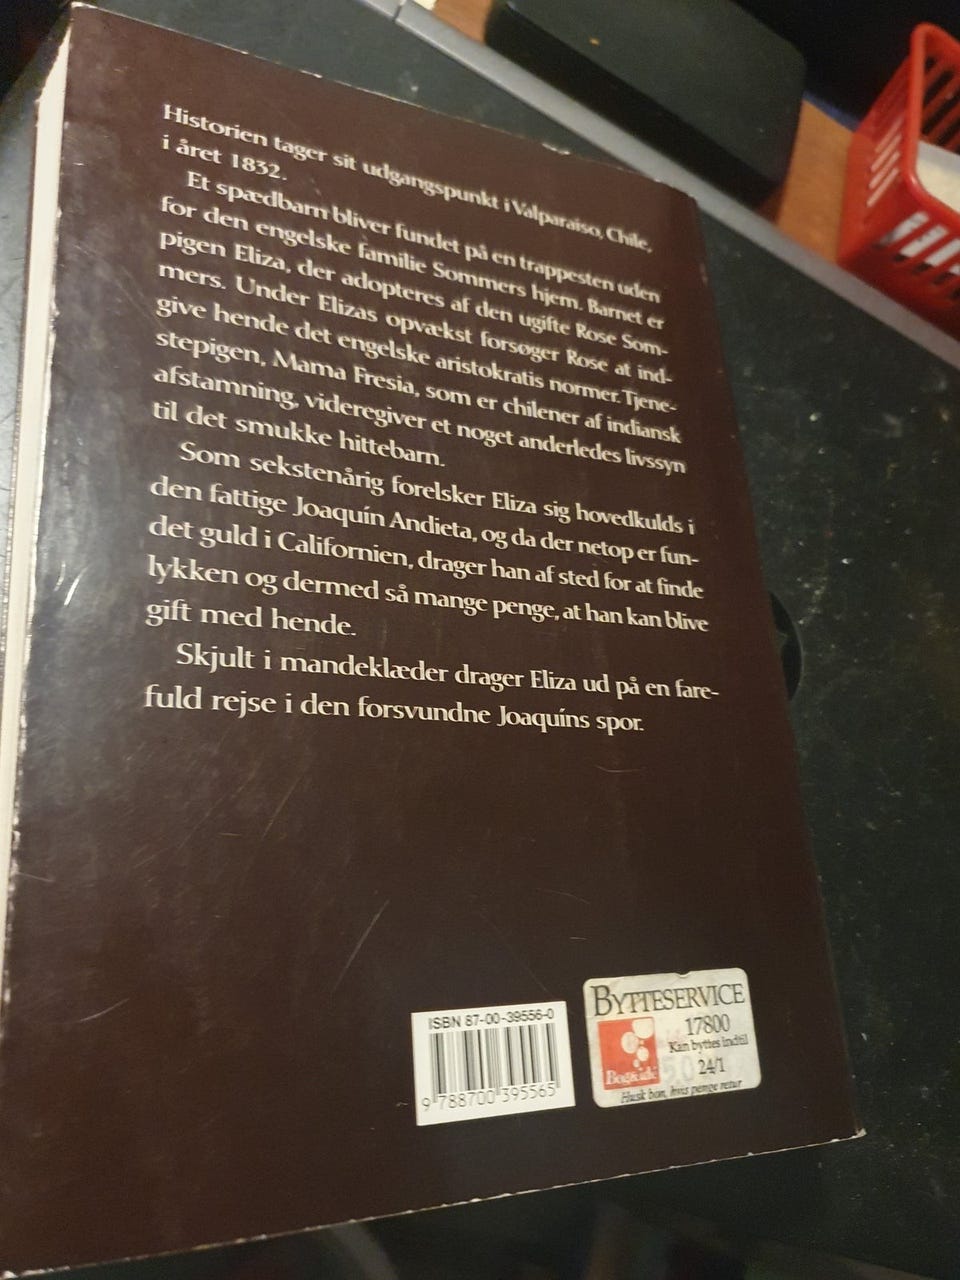 Historien tager sit udgangspunkt i Valparaiso, Chile,
i året 1832.
Et spædbarn bliver fundet på en trappesten uden
for den engelske familie Sommers hjem. Barnet er
pigen Eliza, der adopteres af den ugifte Rose Som-
mers. Under Elizas opvækst forsøger Rose at ind-
give hende det engelske aristokratis normer. Tjene-
stepigen, Mama Fresia, som er chilener af indiansk
afstamning, videregiver et noget anderledes livssyn
til det smukke hittebarn.
Som sekstenårig forelsker Eliza sig hovedkulds i
den fattige Joaquín Andieta, og da der netop er fun-
det guld i Californien, drager han af sted for at finde
lykken og dermed så mange penge, at han kan blive
gift med hende.
Skjult i mandeklæder drager Eliza ud på en fare-
fuld rejse i den forsvundne Joaquíns spor.
ISBN 87-00-39556-0
9 788700 395565
BYTTESERVICE
17800
Kan byttes indtil
24/1
Bog&idé
Husk bon, hvis penge retur